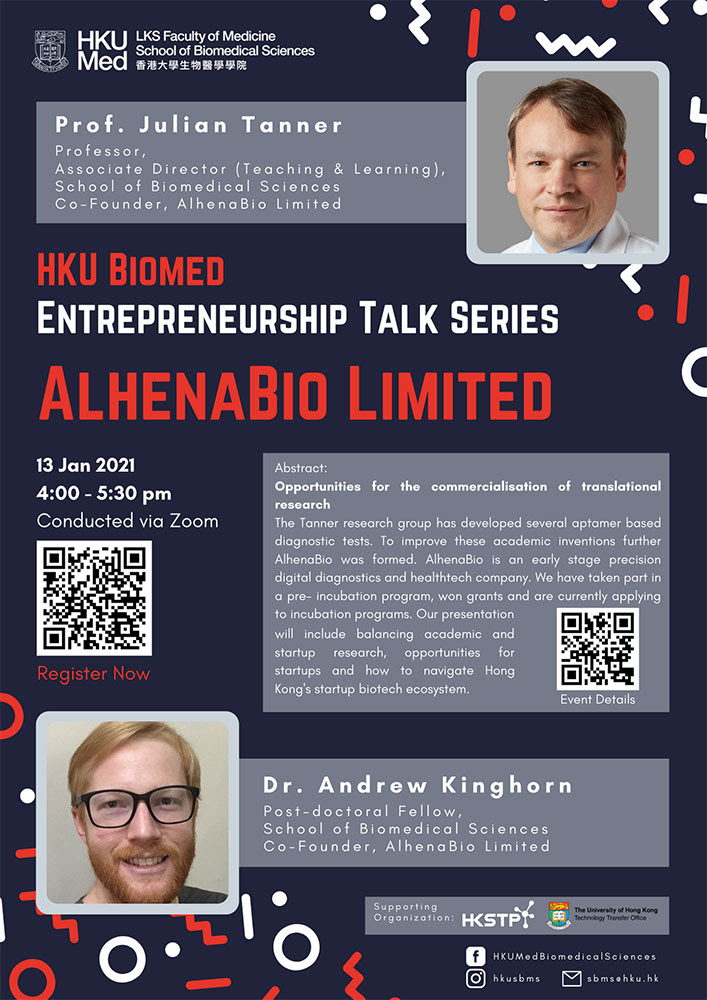 HKU
Med
LKS Faculty of Medicine
School of Biomedical Sciences
香港大學生物醫學學院
Prof. Julian Tanner
Professor,
Associate Director (Teaching & Learning),
School of Biomedical Sciences
Co-Founder, AlhenaBio Limited
HKU Biomed
Entrepreneurship Talk Series
AlhenaBio Limited
13 Jan 2021
4:00 - 5:30 pm
Conducted via Zoom
Register Now
Abstract:
Opportunities for the commercialisation of translational
research
The Tanner research group has developed several aptamer based
diagnostic tests. To improve these academic inventions further
AlhenaBio was formed. AlhenaBio is an early stage precision
digital diagnostics and healthtech company. We have taken part in
a pre- incubation program, won grants and are currently applying
to incubation programs. Our presentation
will include balancing academic and
startup research, opportunities for
startups and how to navigate Hong
Kong's startup biotech ecosystem.
Event Details
Dr. Andrew Kinghorn
Post-doctoral Fellow,
School of Biomedical Sciences
Co-Founder, AlhenaBio Limited
Supporting
Organization:
HKSTP
The University of Hong Kong
Technology Transfer Office
HKUMedBiomedicalSciences
hkusbms
sbms@hku.hk